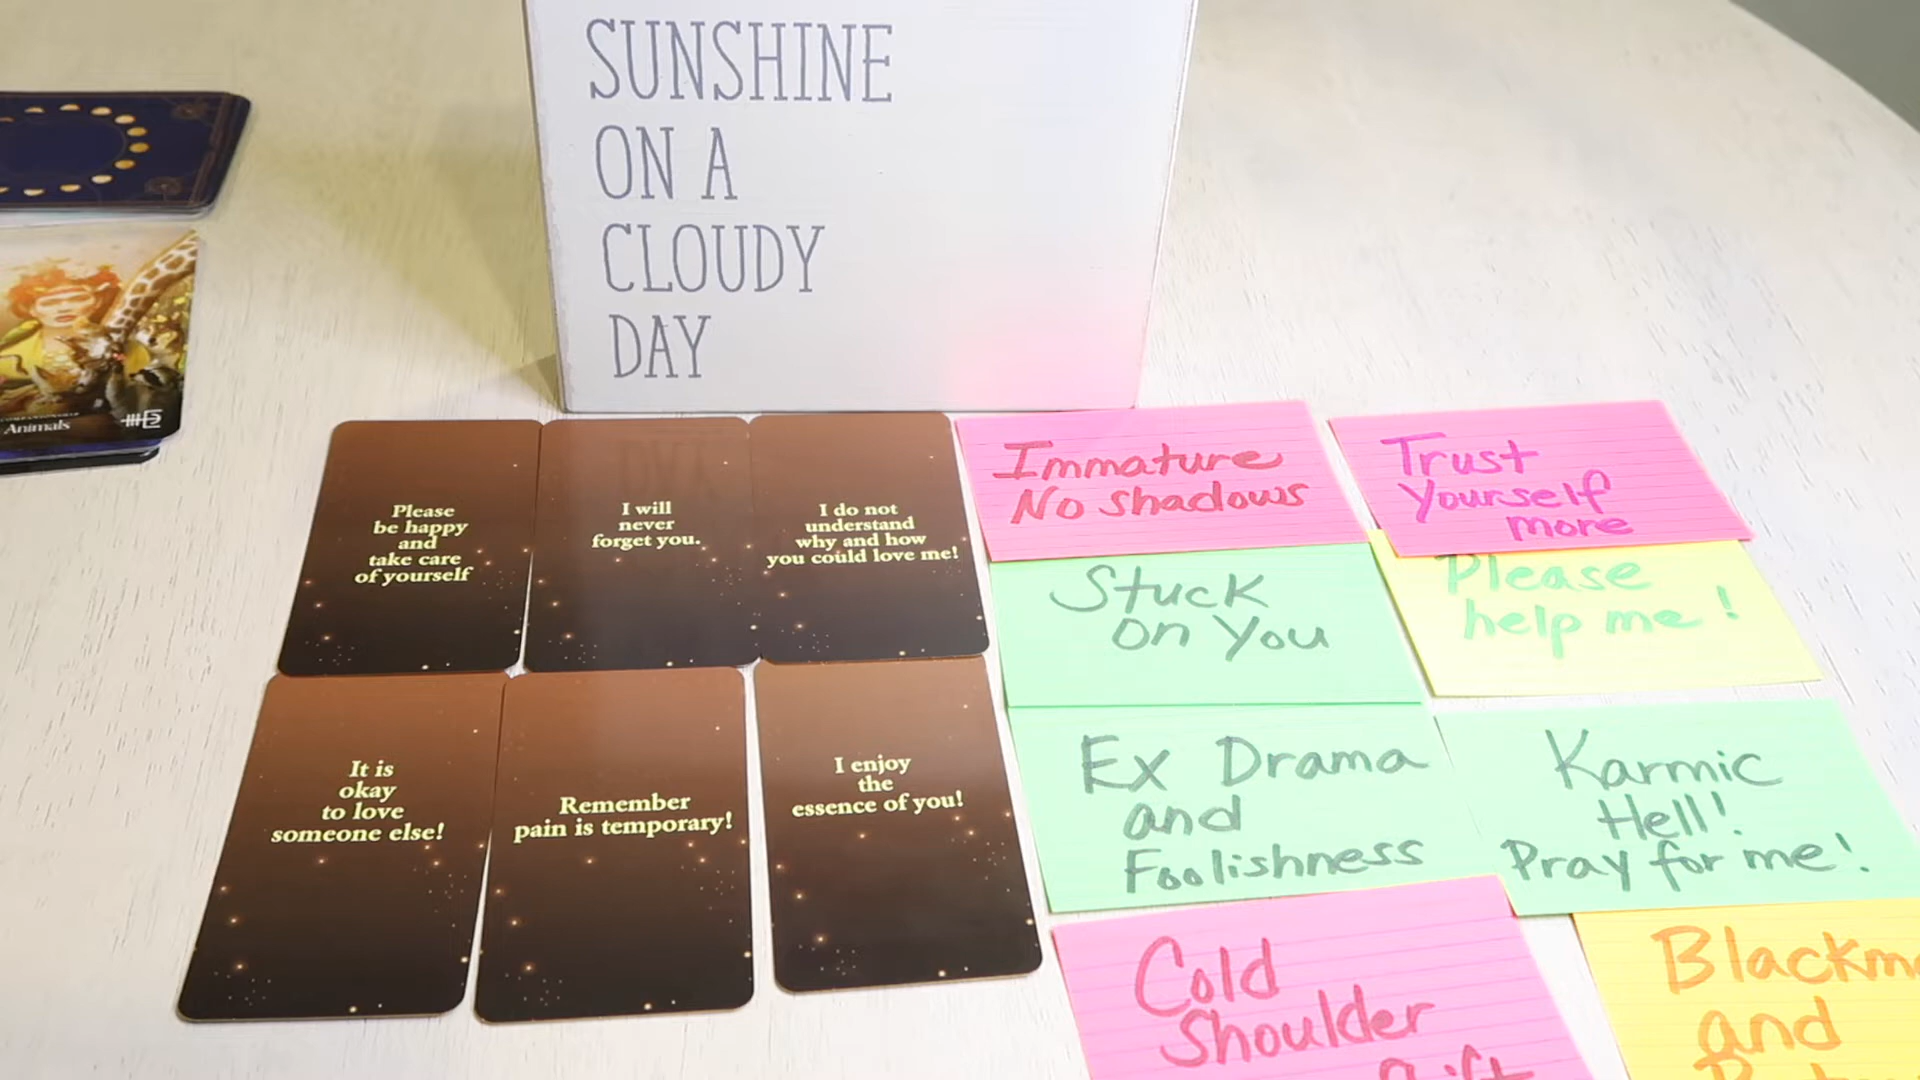 SUNSHINE
ON A
CLOUDY
DAY
Animals
Please
be happy
and
take care
of yourself
I will
never
forget you.
I do not
understand
why and how
you could love me!
It is
okay
to love
someone else!
Remember
pain is temporary!
I enjoy
the
essence of you!
Immature
No shadows
Trust
Yourself
more
Stuck
on You
Please
help me!
Ex Drama
and
Foolishness
Karmic
Hell!
Pray for me!
Cold
Shoulder
and